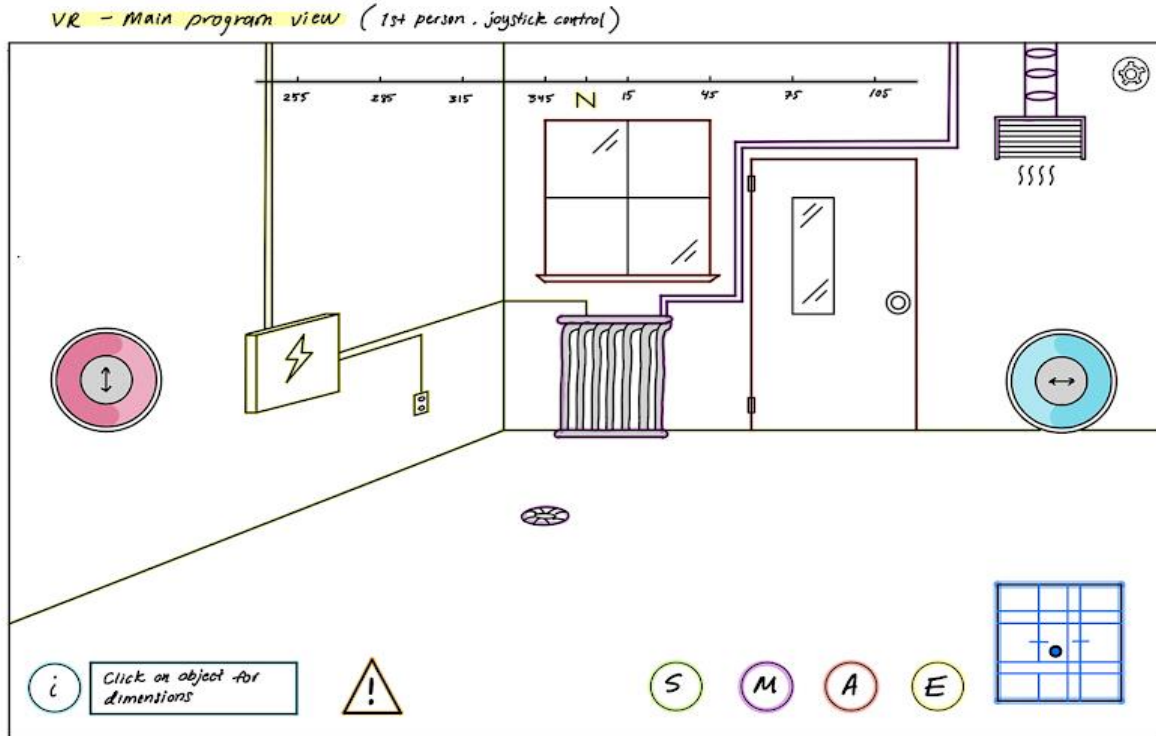 VR - Main program view (1st person . joystick control)
255 285 315 345 N 15 45 75 105
i
Click on object for
dimensions
!
S M A E